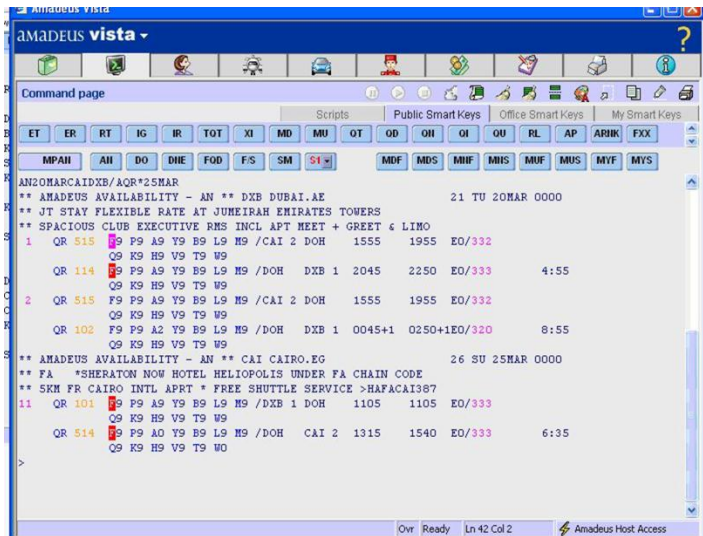 Amadeus Vista
amadeus vista
?
Command page
Scripts Public Smart Keys Office Smart Keys My Smart Keys
ET ER RT IG IR TQT XI MD MU QT QD QN QI QU RL AP ARNK FXX
MPAN AN DO DNE FQD F/S SM S1 MDF MDS MNF MNS MUF MUS MYF MYS
AN20MARCAIDXB/AQR*25MAR
** AMADEUS AVAILABILITY - AN ** DXB DUBAI.AE 21 TU 20MAR 0000
** JT STAY FLEXIBLE RATE AT JUMEIRAH EMIRATES TOWERS
** SPACIOUS CLUB EXECUTIVE RMS INCL APT MEET + GREET & LIMO
1 QR 515 F9 P9 A9 Y9 B9 L9 M9 /CAI 2 DOH 1555 1955 E0/332
Q9 K9 H9 V9 T9 W9
QR 114 F9 P9 A9 Y9 B9 L9 M9 /DOH DXB 1 2045 2250 E0/333 4:55
Q9 K9 H9 V9 T9 W9
2 QR 515 F9 P9 A9 Y9 B9 L9 M9 /CAI 2 DOH 1555 1955 E0/332
Q9 K9 H9 V9 T9 W9
QR 102 F9 P9 A2 Y9 B9 L9 M9 /DOH DXB 1 0045+1 0250+1E0/320 8:55
Q9 K9 H9 V9 T9 W9
** AMADEUS AVAILABILITY - AN ** CAI CAIRO.EG 26 SU 25MAR 0000
** FA *SHERATON NOW HOTEL HELIOPOLIS UNDER FA CHAIN CODE
** 5KM FR CAIRO INTL APRT * FREE SHUTTLE SERVICE >HAFACAI387
11 QR 101 F9 P9 A9 Y9 B9 L9 M9 /DXB 1 DOH 1105 1105 E0/333
Q9 K9 H9 V9 T9 W9
QR 514 F9 P9 A0 Y9 B9 L9 M9 /DOH CAI 2 1315 1540 E0/333 6:35
Q9 K9 H9 V9 T9 W0
>
Ovr Ready Ln 42 Col 2 Amadeus Host Access